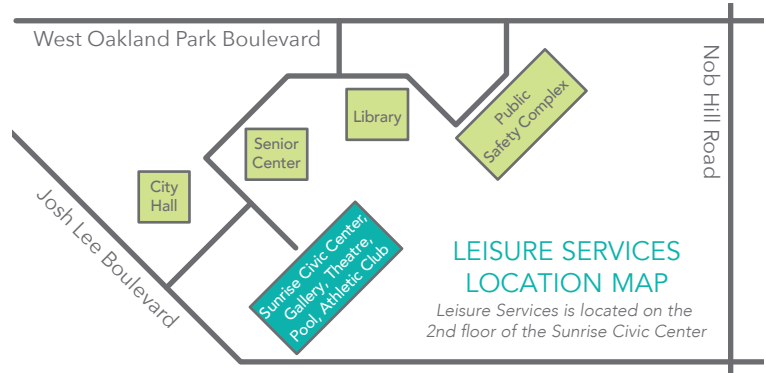 West Oakland Park Boulevard
Nob Hill Road
Public
Safety Complex
Library
Senior
Center
City
Hall
Josh Lee Boulevard
Sunrise Civic Center,
Gallery, Theatre,
Pool, Athletic Club
LEISURE SERVICES
LOCATION MAP
Leisure Services is located on the
2nd floor of the Sunrise Civic Center